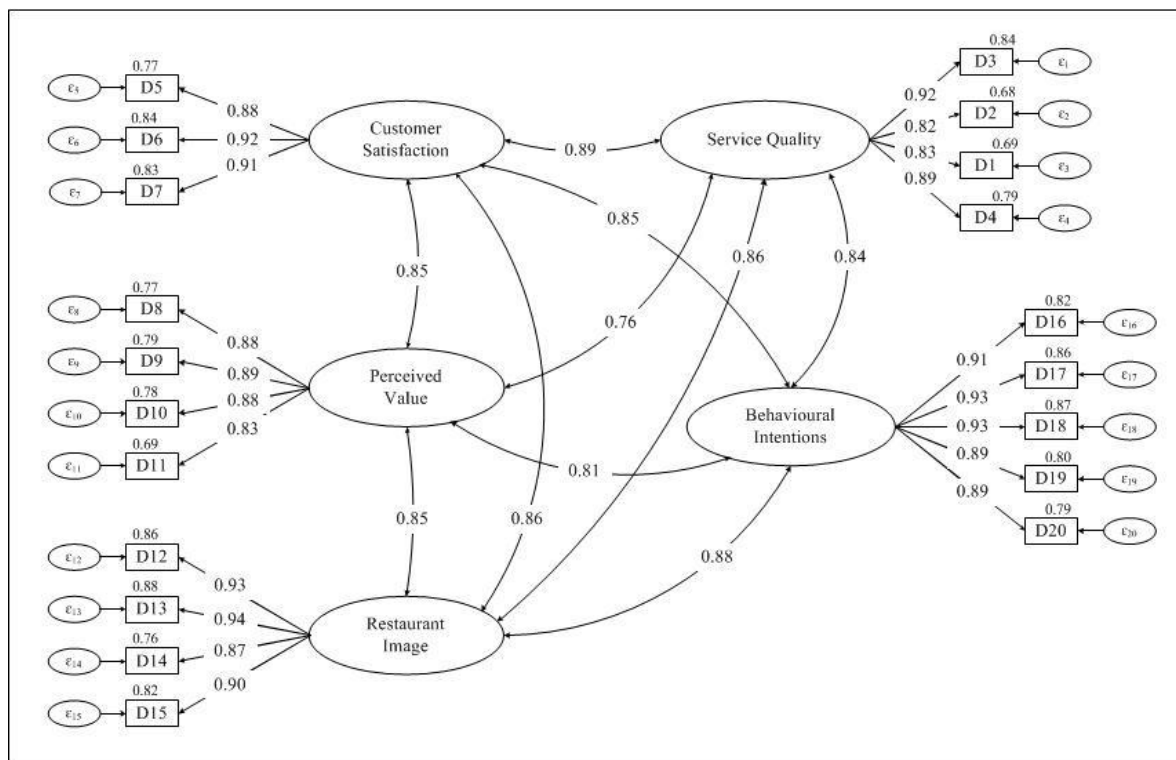 0.77
ε5 D5
0.88
0.84
ε6 D6
0.92
0.83
ε7 D7
0.91
Customer
Satisfaction
0.89
Service Quality
0.84
D3 ε1
0.92
0.68
D2 ε2
0.82
0.69
D1 ε3
0.83
0.79
D4 ε4
0.89
0.85
0.85
0.86
0.84
0.76
0.77
ε8 D8
0.88
0.79
ε9 D9
0.89
0.78
ε10 D10
0.88
0.69
ε11 D11
0.83
Perceived
Value
0.82
D16 ε16
0.91
0.86
D17 ε17
0.93
0.87
D18 ε18
0.93
0.80
D19 ε19
0.89
0.79
D20 ε20
0.89
Behavioural
Intentions
0.81
0.85
0.86
0.88
0.86
ε12 D12
0.93
0.88
ε13 D13
0.94
0.76
ε14 D14
0.87
0.82
ε15 D15
0.90
Restaurant
Image